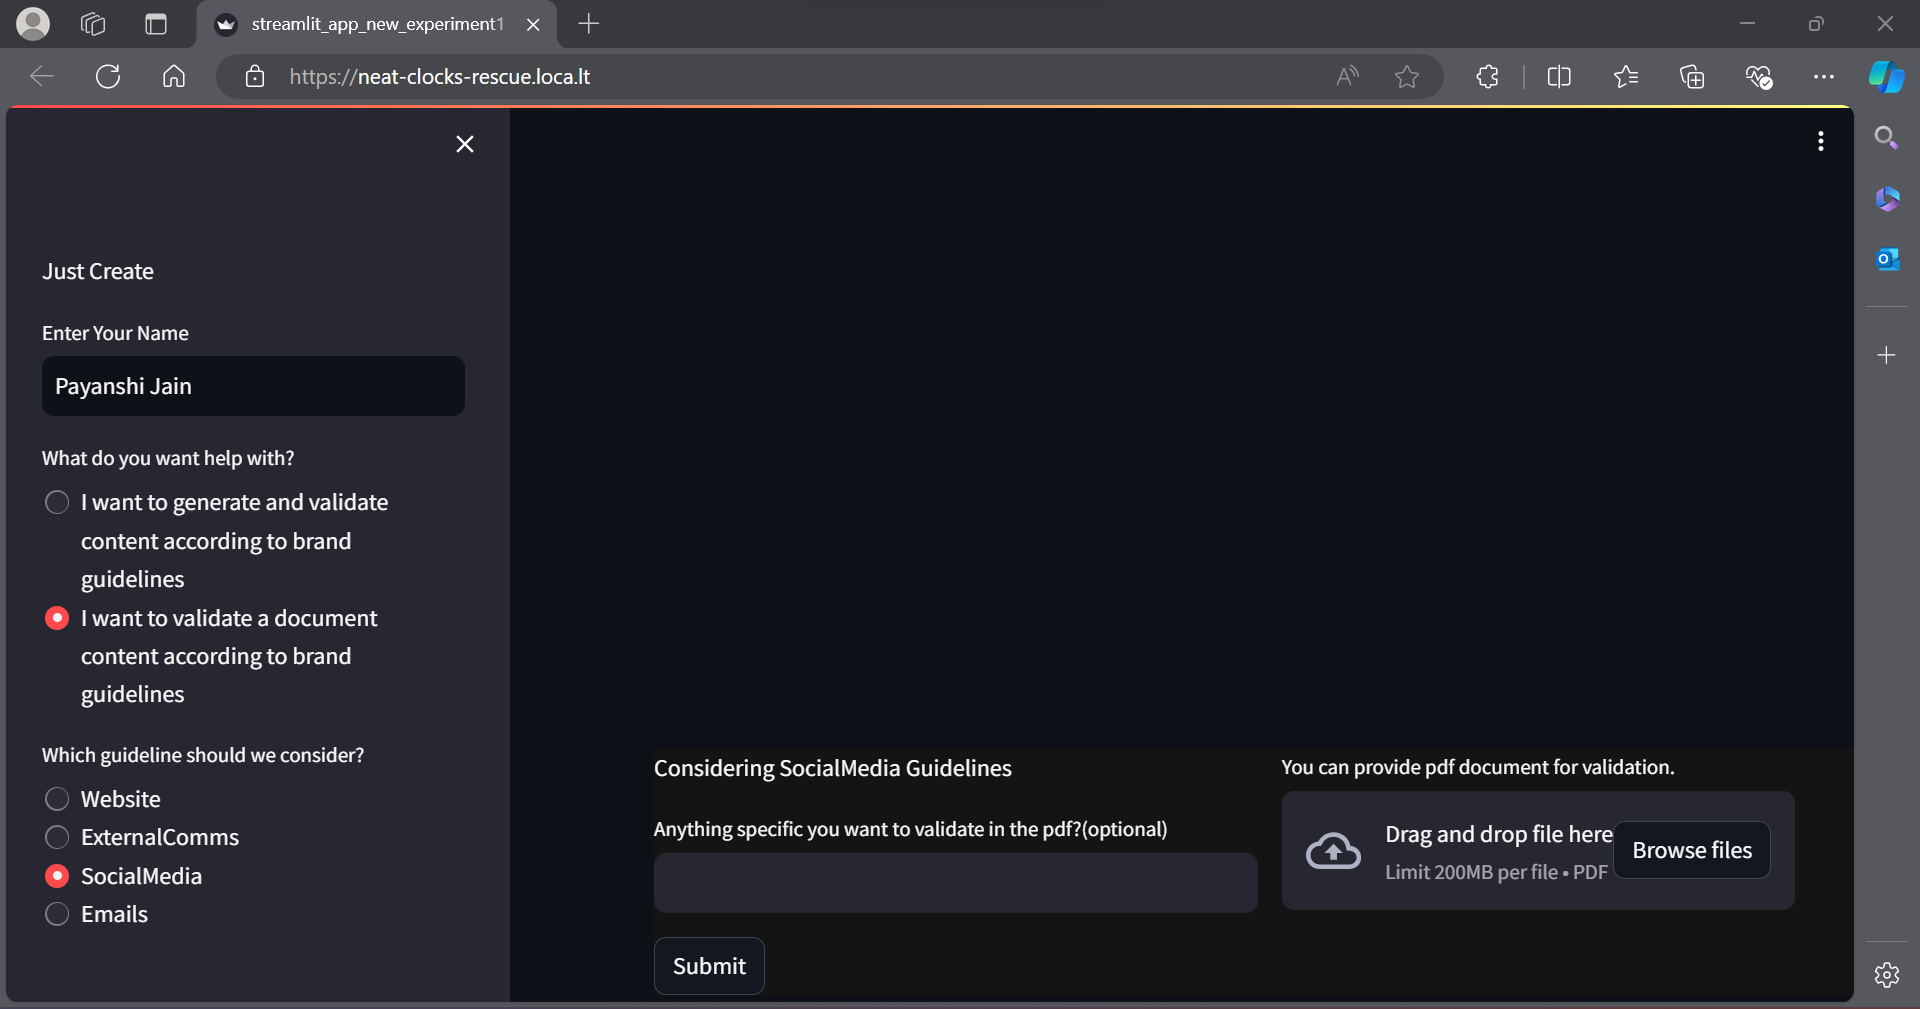 streamlit_app_new_experiment1
https://neat-clocks-rescue.loca.lt
Just Create
Enter Your Name
Payanshi Jain
What do you want help with?
I want to generate and validate
content according to brand
guidelines
I want to validate a document
content according to brand
guidelines
Which guideline should we consider?
Website
ExternalComms
SocialMedia
Emails
Considering SocialMedia Guidelines
Anything specific you want to validate in the pdf?(optional)
Submit
You can provide pdf document for validation.
Drag and drop file here
Limit 200MB per file • PDF
Browse files